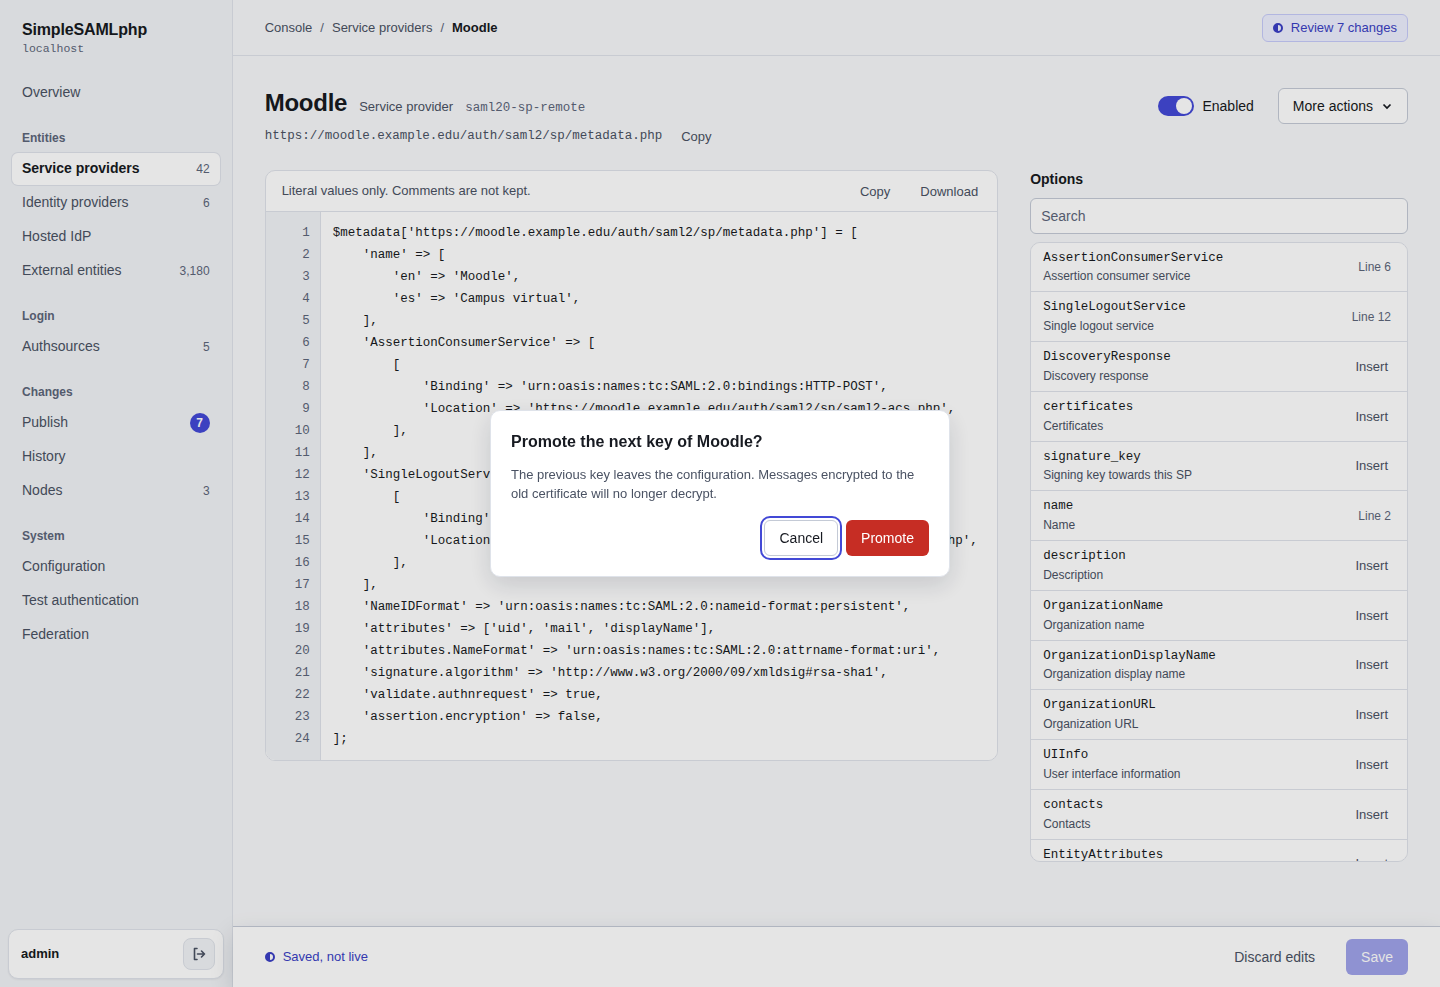 SimpleSAMLphp
localhost
Overview
Entities
Service providers 42
Identity providers 6
Hosted IdP
External entities 3,180
Login
Authsources 5
Changes
Publish 7
History
Nodes 3
System
Configuration
Test authentication
Federation
admin
Console / Service providers / Moodle
Review 7 changes
Moodle Service provider saml20-sp-remote
https://moodle.example.edu/auth/saml2/sp/metadata.php Copy
Enabled
More actions
Literal values only. Comments are not kept. Copy Download
1 $metadata['https://moodle.example.edu/auth/saml2/sp/metadata.php'] = [
2 'name' => [
3 'en' => 'Moodle',
4 'es' => 'Campus virtual',
5 ],
6 'AssertionConsumerService' => [
7 [
8 'Binding' => 'urn:oasis:names:tc:SAML:2.0:bindings:HTTP-POST',
9 'Location' => 'https://moodle.example.edu/auth/saml2/sp/saml2-acs.php',
10 ],
11 ],
12 'SingleLogoutServ
13 [
14 'Binding'
15 'Location hp',
16 ],
17 ],
18 'NameIDFormat' => 'urn:oasis:names:tc:SAML:2.0:nameid-format:persistent',
19 'attributes' => ['uid', 'mail', 'displayName'],
20 'attributes.NameFormat' => 'urn:oasis:names:tc:SAML:2.0:attrname-format:uri',
21 'signature.algorithm' => 'http://www.w3.org/2000/09/xmldsig#rsa-sha1',
22 'validate.authnrequest' => true,
23 'assertion.encryption' => false,
24 ];
Promote the next key of Moodle?
The previous key leaves the configuration. Messages encrypted to the
old certificate will no longer decrypt.
Cancel Promote
Options
Search
AssertionConsumerService
Assertion consumer service
Line 6
SingleLogoutService
Single logout service
Line 12
DiscoveryResponse
Discovery response
Insert
certificates
Certificates
Insert
signature_key
Signing key towards this SP
Insert
name
Name
Line 2
description
Description
Insert
OrganizationName
Organization name
Insert
OrganizationDisplayName
Organization display name
Insert
OrganizationURL
Organization URL
Insert
UIInfo
User interface information
Insert
contacts
Contacts
Insert
EntityAttributes
Saved, not live
Discard edits Save